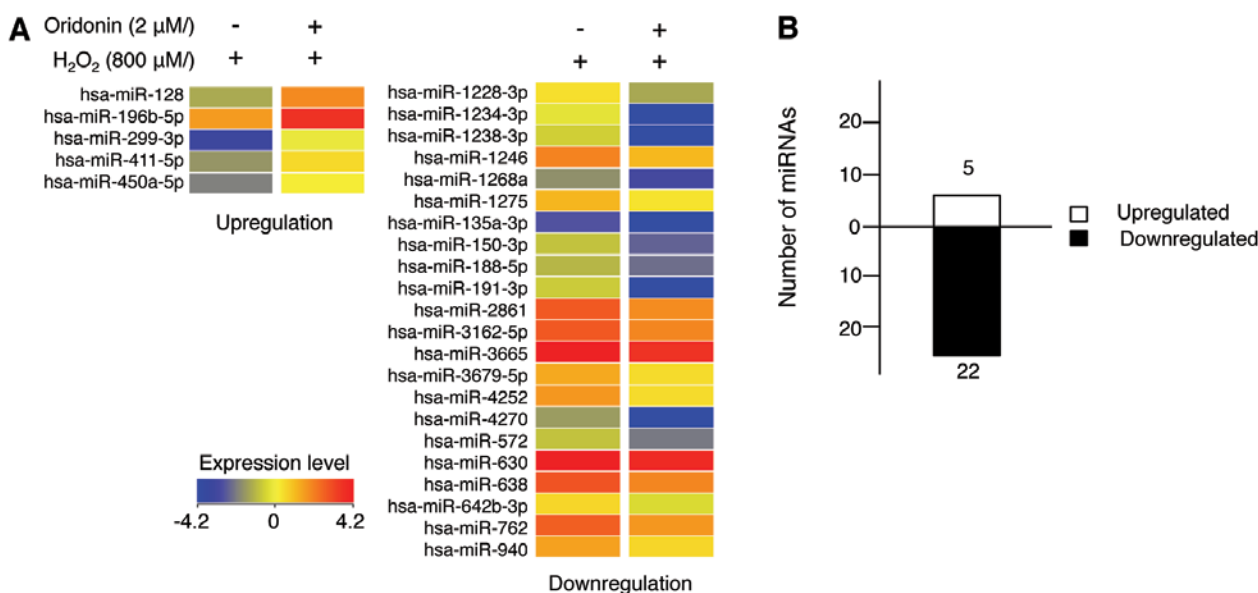 A
Oridonin (2 μM/) - +
H₂O₂ (800 μM/) + +
hsa-miR-128
hsa-miR-196b-5p
hsa-miR-299-3p
hsa-miR-411-5p
hsa-miR-450a-5p
Upregulation
Expression level
-4.2 0 4.2
- +
+ +
hsa-miR-1228-3p
hsa-miR-1234-3p
hsa-miR-1238-3p
hsa-miR-1246
hsa-miR-1268a
hsa-miR-1275
hsa-miR-135a-3p
hsa-miR-150-3p
hsa-miR-188-5p
hsa-miR-191-3p
hsa-miR-2861
hsa-miR-3162-5p
hsa-miR-3665
hsa-miR-3679-5p
hsa-miR-4252
hsa-miR-4270
hsa-miR-572
hsa-miR-630
hsa-miR-638
hsa-miR-642b-3p
hsa-miR-762
hsa-miR-940
Downregulation
B
Number of miRNAs
20
10
0
10
20
5
22
Upregulated
Downregulated